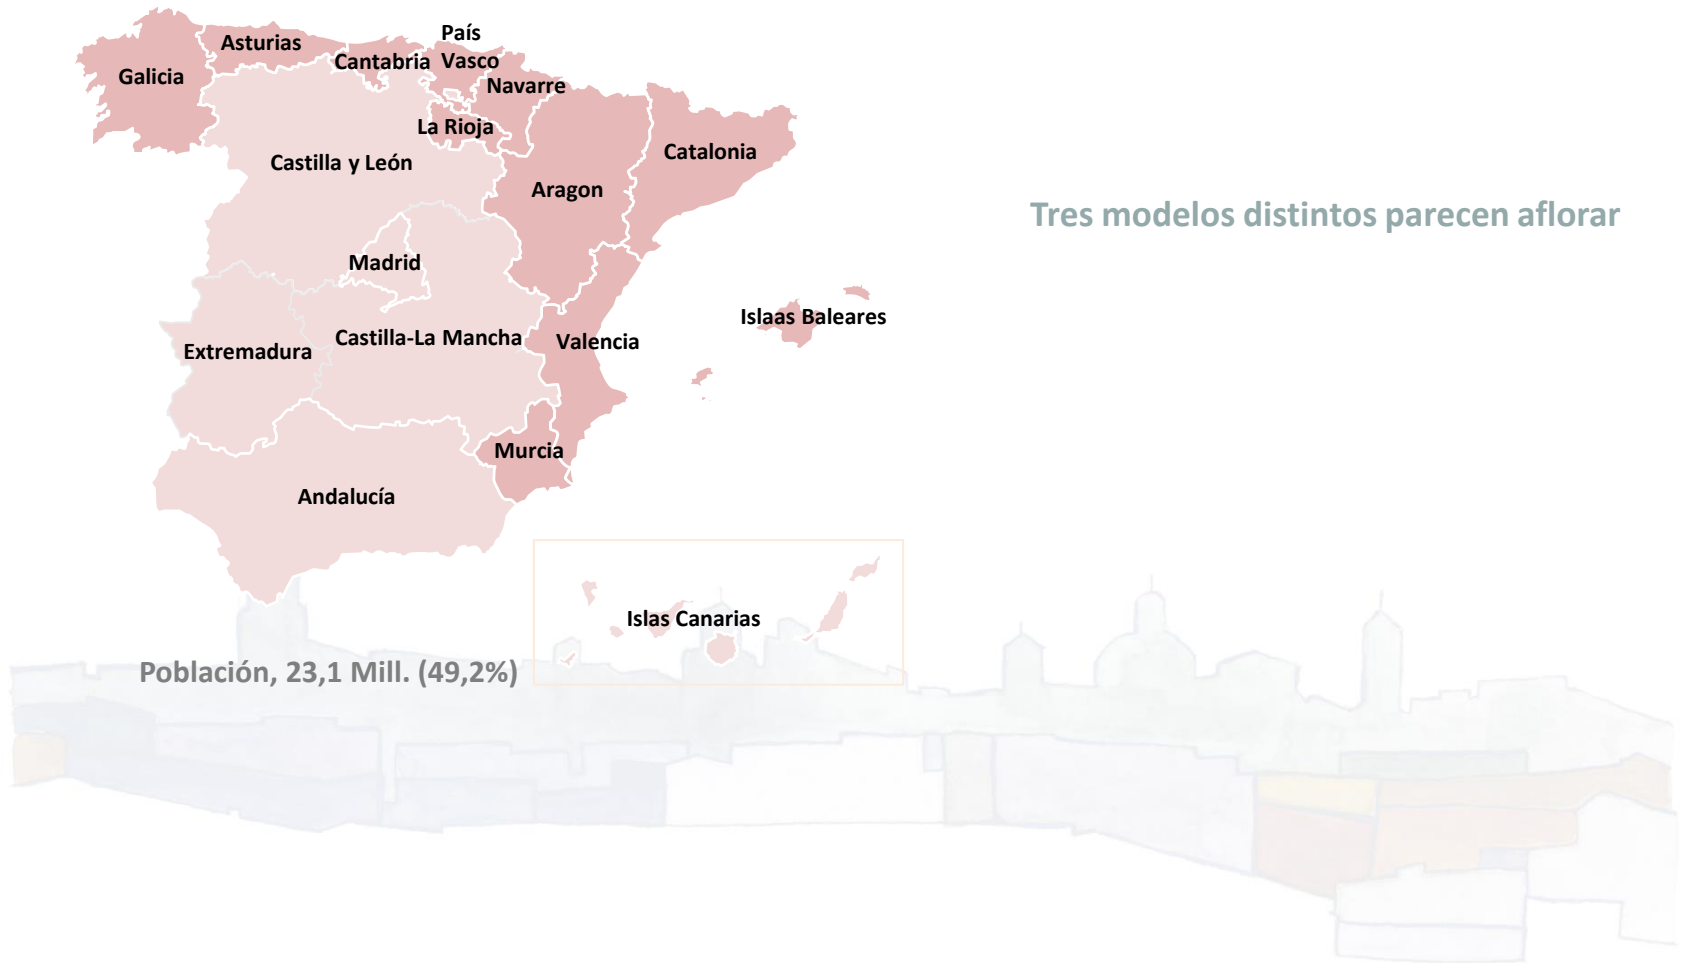 País
Asturias
Cantabria
Vasco
Galicia
Navarre
La Rioja
Castilla y León
Catalonia
Aragon
Tres modelos distintos parecen aflorar
Madrid
Islaas Baleares
Castilla-La Mancha
Valencia
Extremadura
Murcia
Andalucía
Islas Canarias
Población, 23,1 Mill. (49,2%)